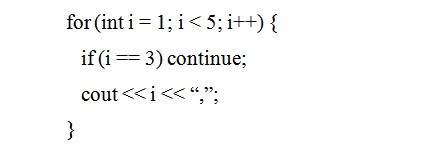 for (int i = 1; i < 5; i++) {
if (i == 3) continue;
cout << i << “,”;
}